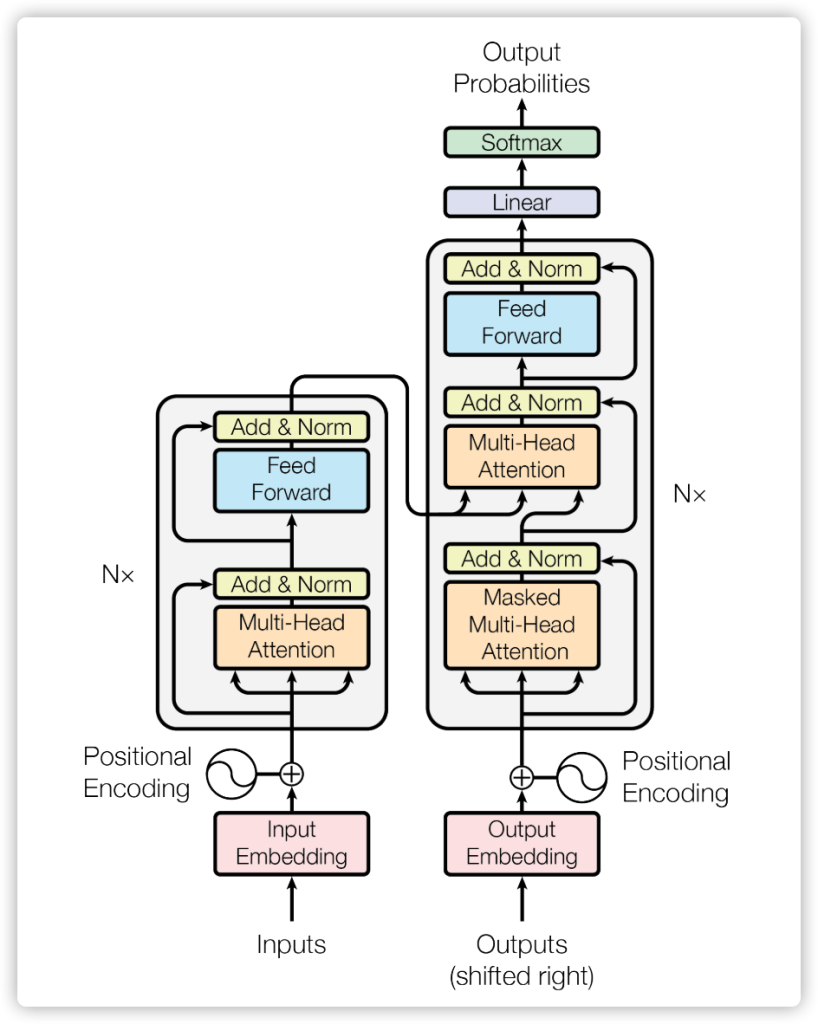 Output
Probabilities
Softmax
Linear
Add & Norm
Feed
Forward
Add & Norm
Multi-Head
Attention
Nx
Add & Norm
Masked
Multi-Head
Attention
Add & Norm
Feed
Forward
Nx
Add & Norm
Multi-Head
Attention
Positional
Encoding
Positional
Encoding
Input
Embedding
Output
Embedding
Inputs
Outputs
(shifted right)